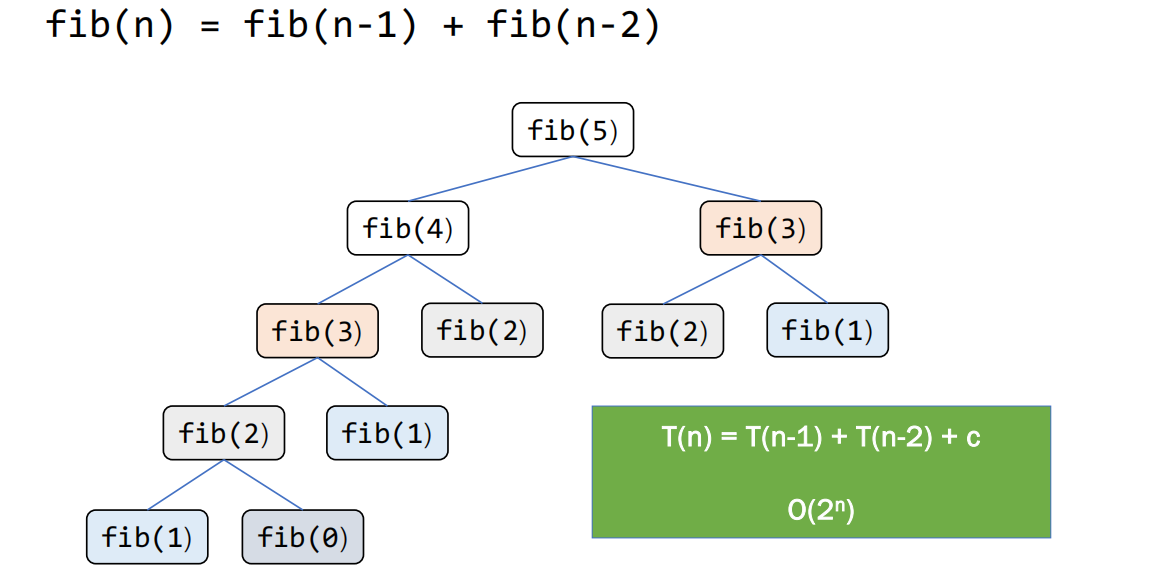 fib(n) = fib(n-1) + fib(n-2)
fib(5)
fib(4)
fib(3)
fib(3)
fib(2)
fib(2)
fib(1)
fib(2)
fib(1)
T(n) = T(n-1) + T(n-2) + c
O(2ⁿ)
fib(1)
fib(0)